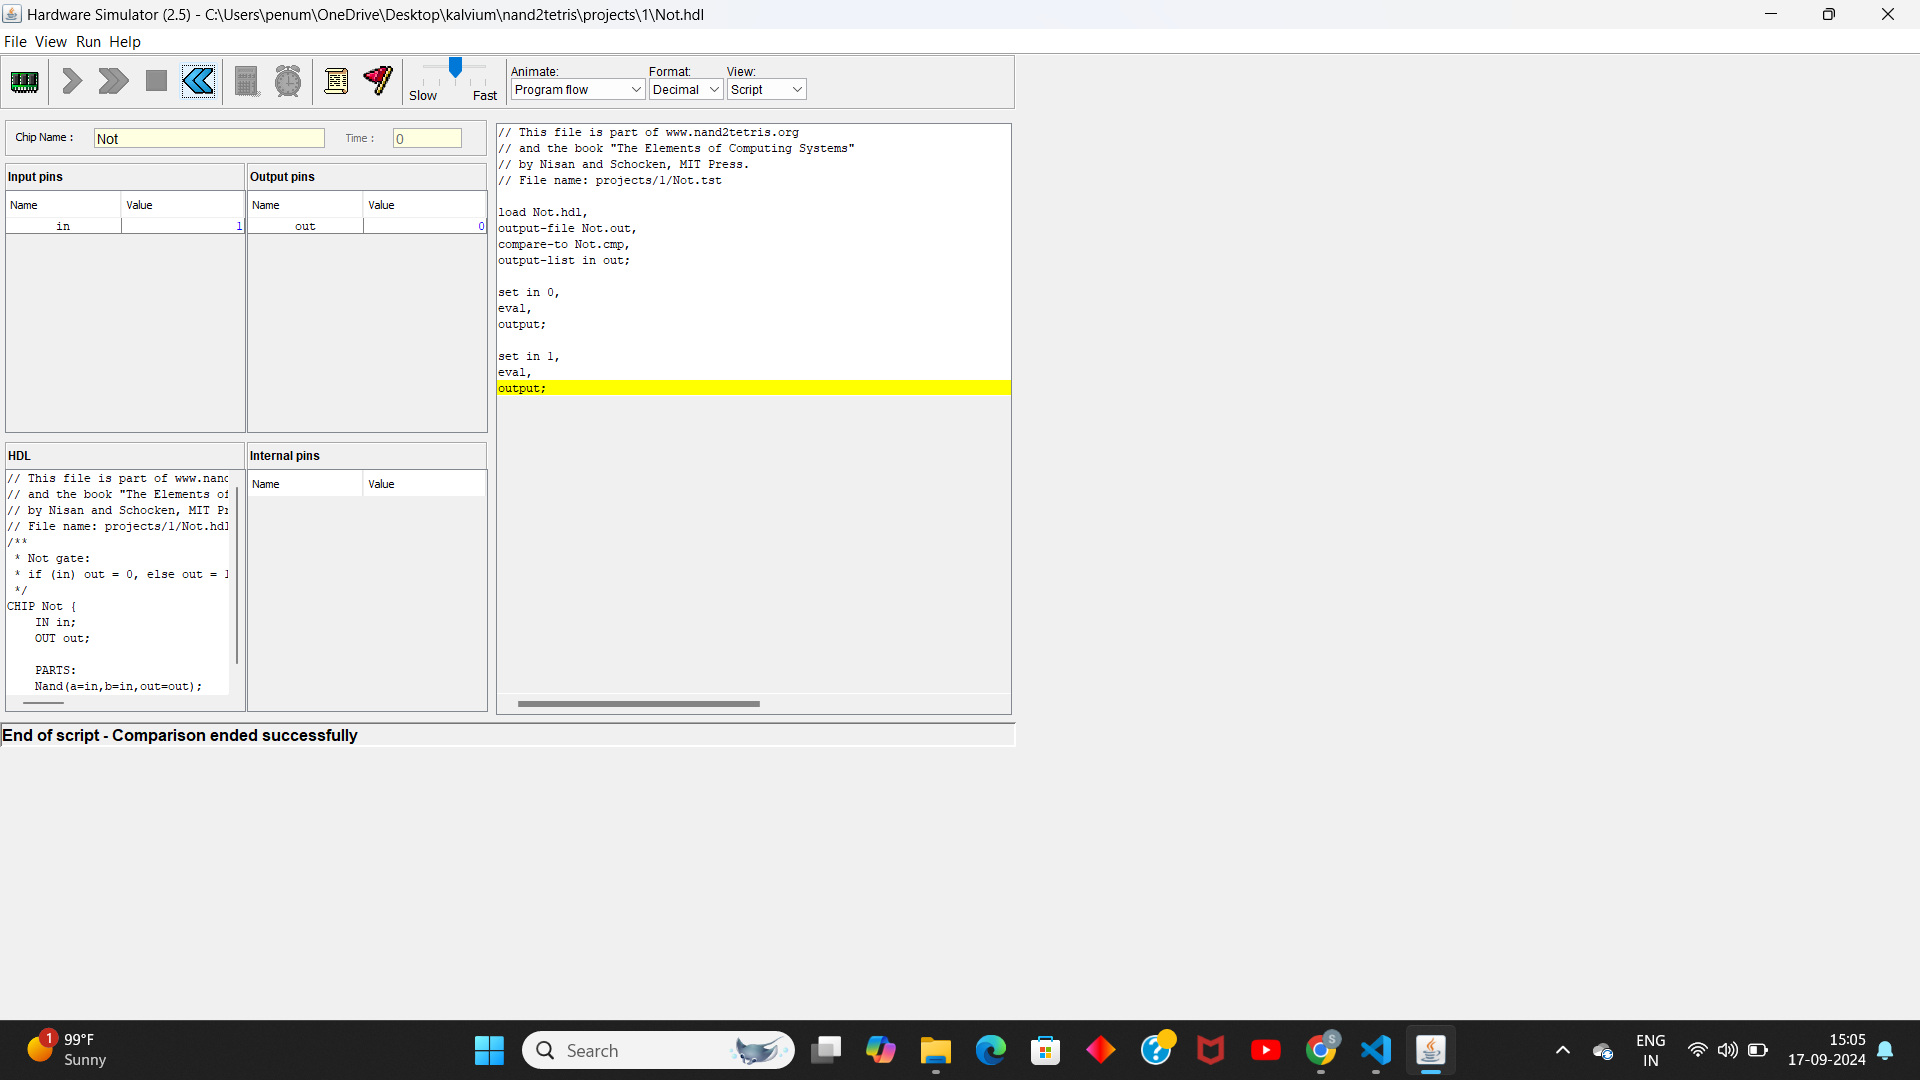 Hardware Simulator (2.5) - C:\Users\penum\OneDrive\Desktop\kalvium\nand2tetris\projects\1\Not.hdl
File View Run Help
Slow Fast
Animate: Format: View:
Program flow Decimal Script
Chip Name : Not Time : 0
Input pins Output pins
Name Value Name Value
in 1 out 0
HDL
// This file is part of www.nand
// and the book "The Elements of
// by Nisan and Schocken, MIT Pr
// File name: projects/1/Not.hdl
/**
* Not gate:
* if (in) out = 0, else out = 1
*/
CHIP Not {
IN in;
OUT out;
PARTS:
Nand(a=in,b=in,out=out);
Internal pins
Name Value
// This file is part of www.nand2tetris.org
// and the book "The Elements of Computing Systems"
// by Nisan and Schocken, MIT Press.
// File name: projects/1/Not.tst
load Not.hdl,
output-file Not.out,
compare-to Not.cmp,
output-list in out;
set in 0,
eval,
output;
set in 1,
eval,
output;
End of script - Comparison ended successfully
1
99°F
Sunny
Search
S
ENG
IN
15:05
17-09-2024